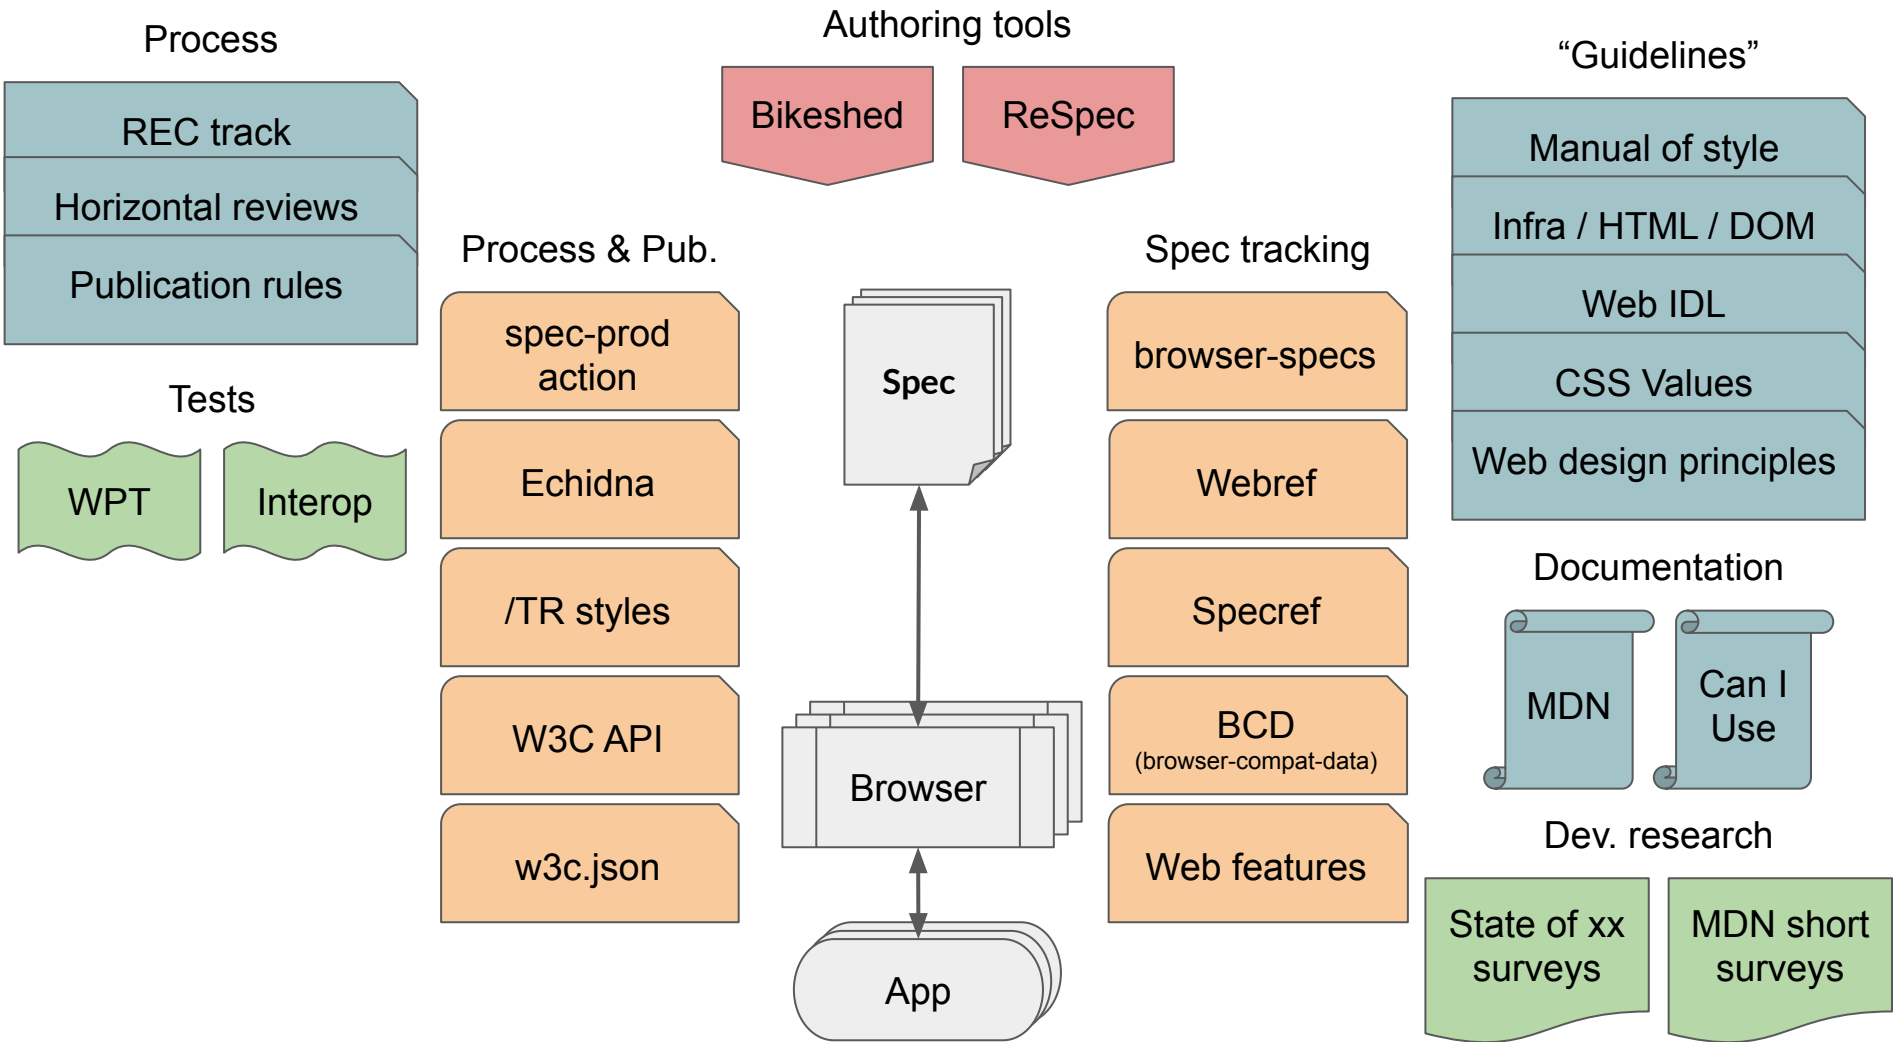 Process
REC track
Horizontal reviews
Publication rules
Tests
WPT
Interop
Authoring tools
Bikeshed
ReSpec
Process & Pub.
spec-prod
action
Echidna
/TR styles
W3C API
w3c.json
Spec
Browser
App
Spec tracking
browser-specs
Webref
Specref
BCD
(browser-compat-data)
Web features
“Guidelines”
Manual of style
Infra / HTML / DOM
Web IDL
CSS Values
Web design principles
Documentation
MDN
Can I
Use
Dev. research
State of xx
surveys
MDN short
surveys